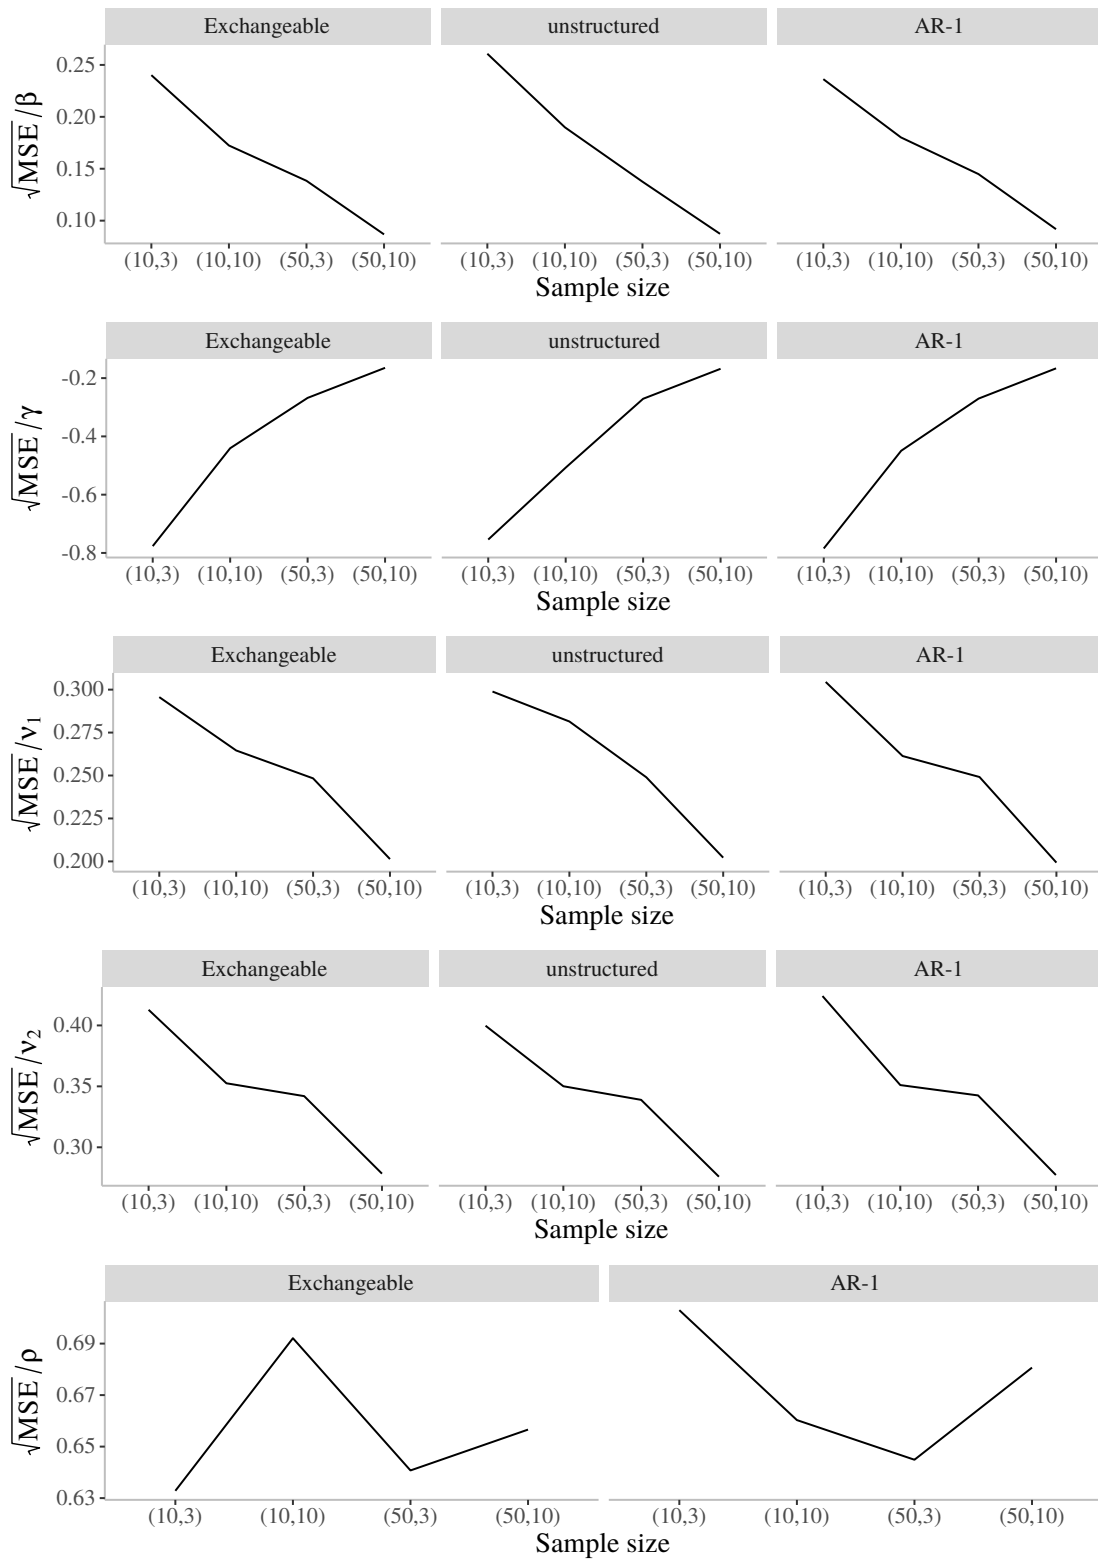 Exchangeable unstructured AR-1
√MSE /β
0.25
0.20
0.15
0.10
(10,3) (10,10) (50,3) (50,10) (10,3) (10,10) (50,3) (50,10) (10,3) (10,10) (50,3) (50,10)
Sample size
Exchangeable unstructured AR-1
√MSE /γ
-0.2
-0.4
-0.6
-0.8
(10,3) (10,10) (50,3) (50,10) (10,3) (10,10) (50,3) (50,10) (10,3) (10,10) (50,3) (50,10)
Sample size
Exchangeable unstructured AR-1
√MSE /ν₁
0.300
0.275
0.250
0.225
0.200
(10,3) (10,10) (50,3) (50,10) (10,3) (10,10) (50,3) (50,10) (10,3) (10,10) (50,3) (50,10)
Sample size
Exchangeable unstructured AR-1
√MSE /ν₂
0.40
0.35
0.30
(10,3) (10,10) (50,3) (50,10) (10,3) (10,10) (50,3) (50,10) (10,3) (10,10) (50,3) (50,10)
Sample size
Exchangeable AR-1
√MSE /ρ
0.69
0.67
0.65
0.63
(10,3) (10,10) (50,3) (50,10) (10,3) (10,10) (50,3) (50,10)
Sample size